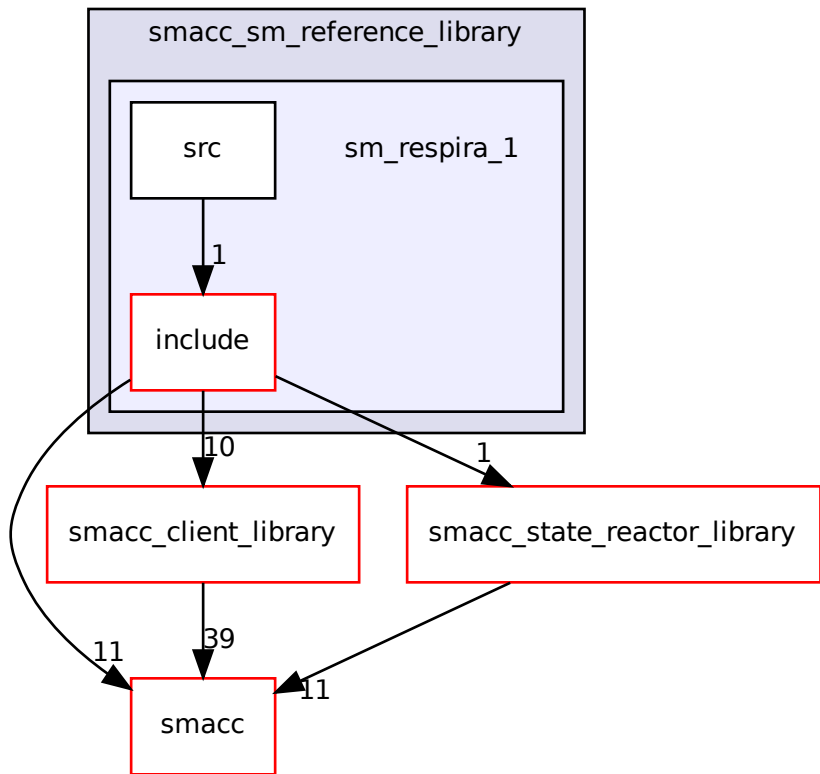 smacc_sm_reference_library
src
sm_respira_1
1
include
10
1
smacc_client_library
smacc_state_reactor_library
11
39
11
smacc